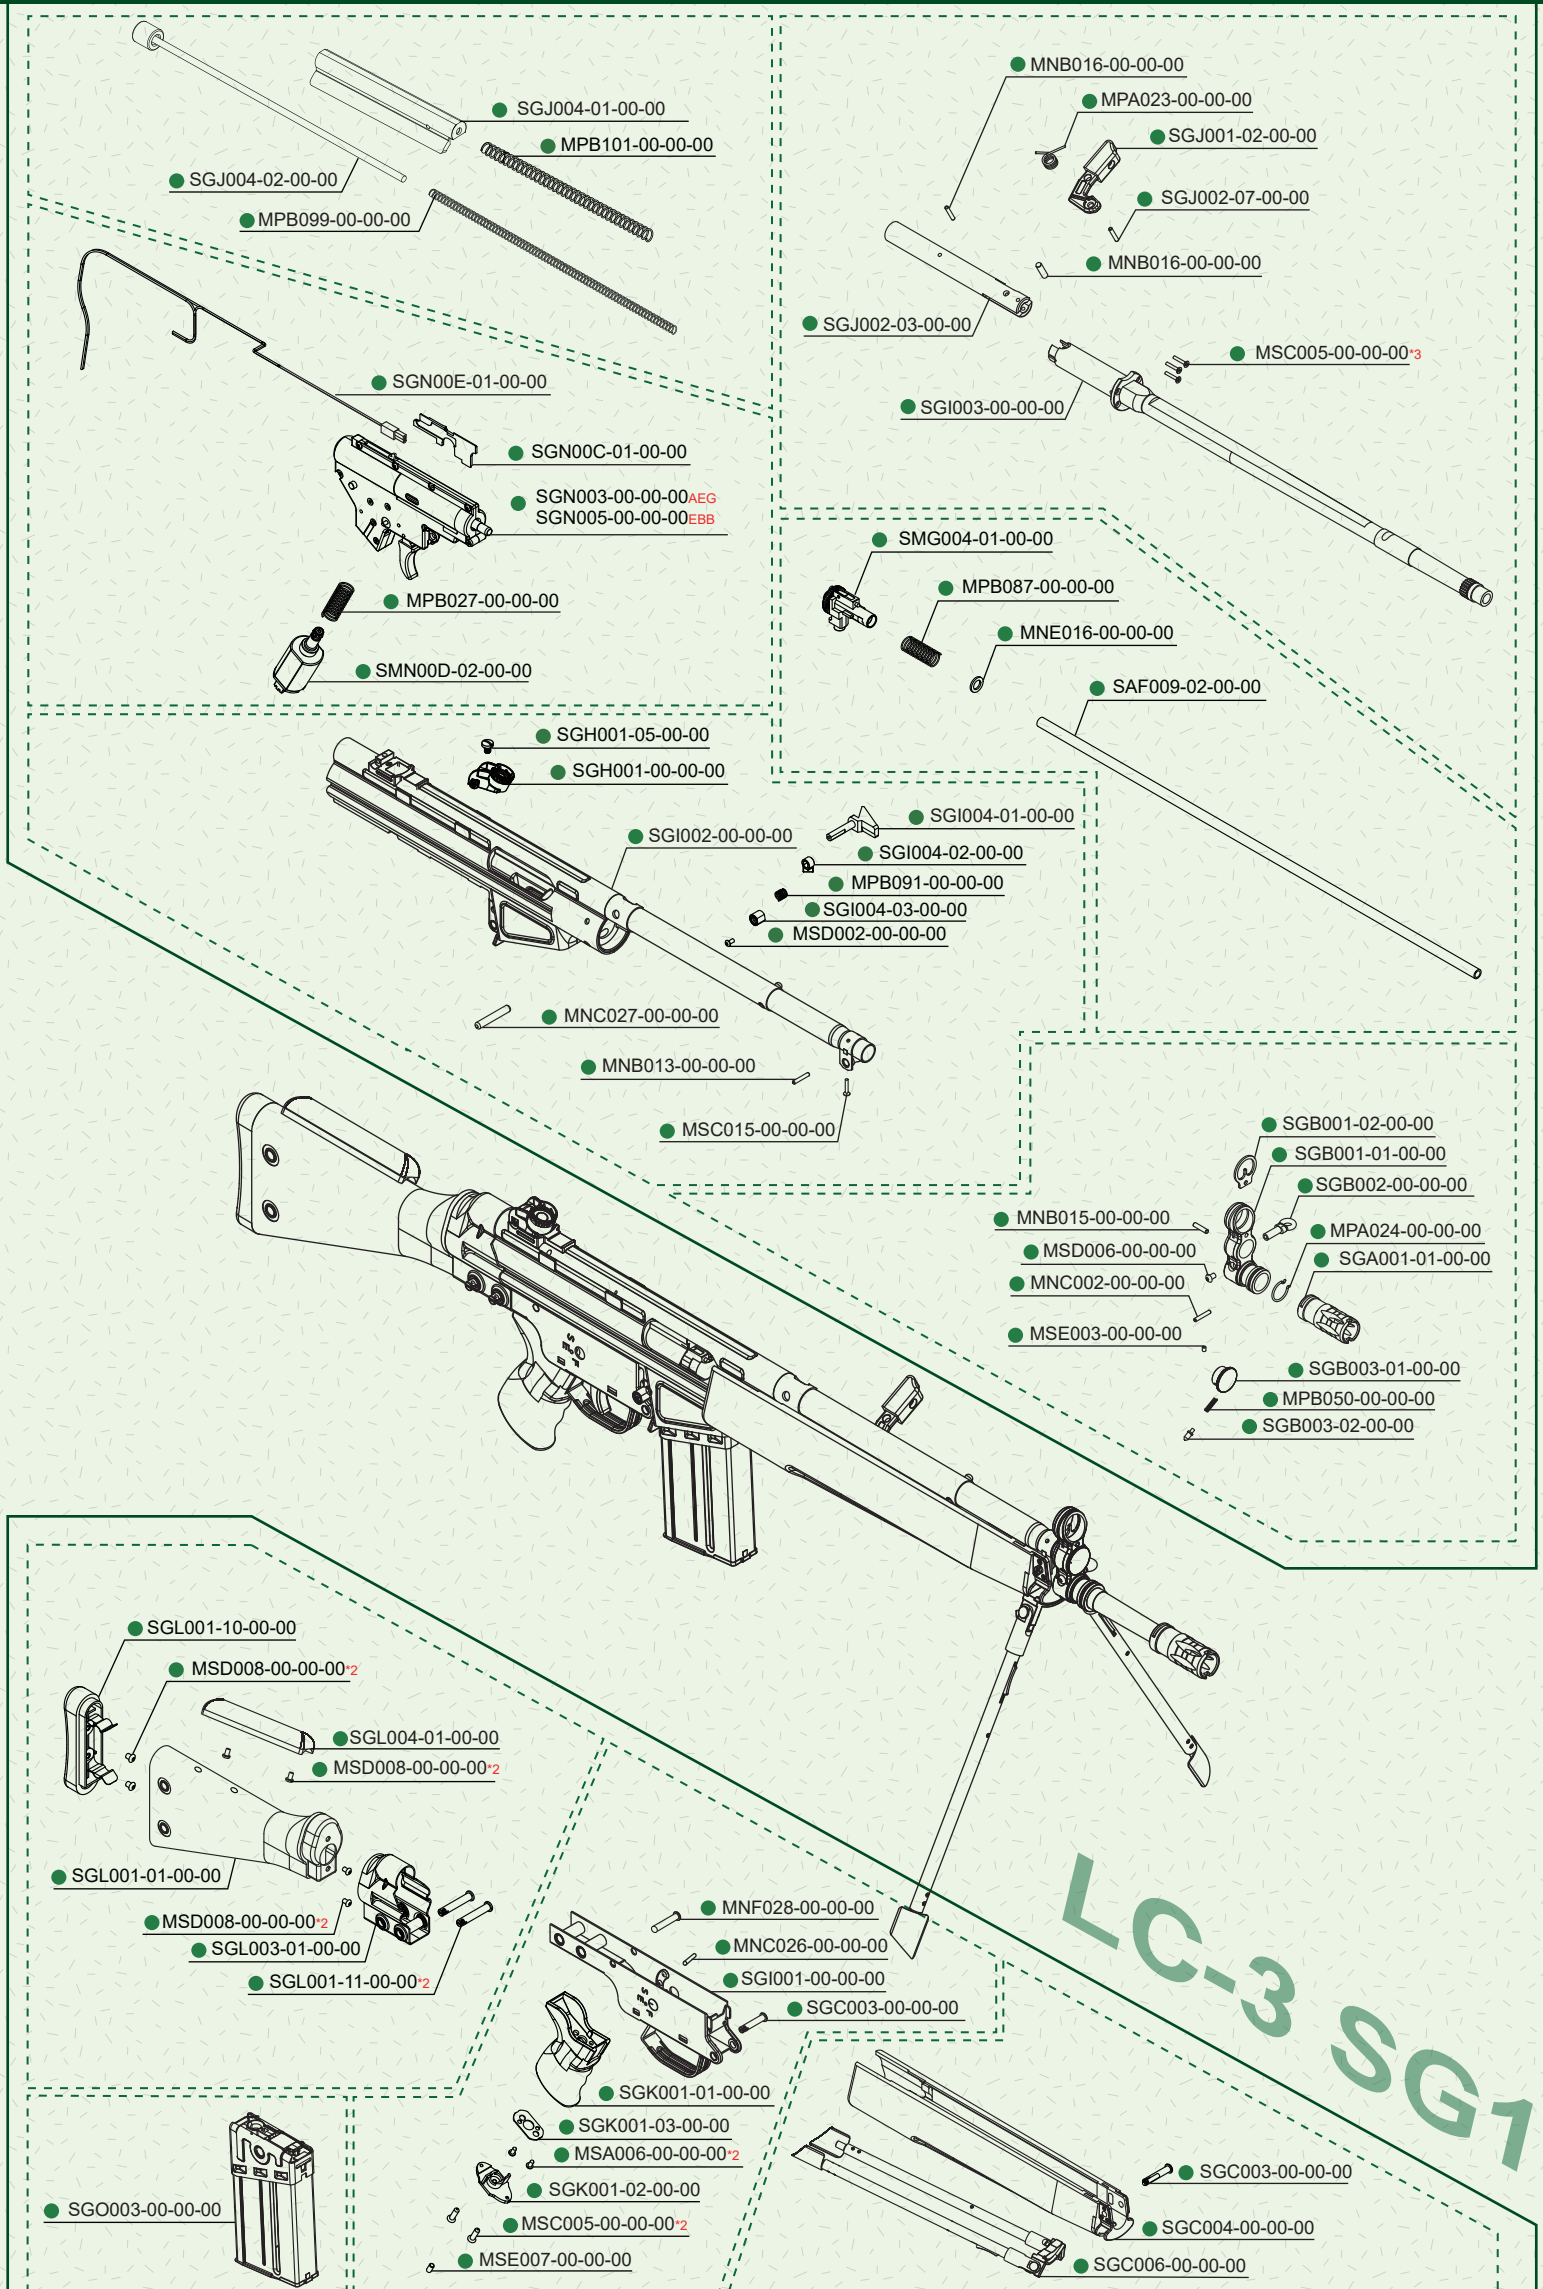 SGJ004-01-00-00
MPB101-00-00-00
SGJ004-02-00-00
MPB099-00-00-00
MNB016-00-00-00
MPA023-00-00-00
SGJ001-02-00-00
SGJ002-07-00-00
MNB016-00-00-00
SGJ002-03-00-00
MSC005-00-00-00*3
SGI003-00-00-00
SGN00E-01-00-00
SGN00C-01-00-00
SGN003-00-00-00AEG
SGN005-00-00-00EBB
MPB027-00-00-00
SMN00D-02-00-00
SMG004-01-00-00
MPB087-00-00-00
MNE016-00-00-00
SAF009-02-00-00
SGH001-05-00-00
SGH001-00-00-00
SGI002-00-00-00
SGI004-01-00-00
SGI004-02-00-00
MPB091-00-00-00
SGI004-03-00-00
MSD002-00-00-00
MNC027-00-00-00
MNB013-00-00-00
MSC015-00-00-00
SGB001-02-00-00
SGB001-01-00-00
SGB002-00-00-00
MNB015-00-00-00
MPA024-00-00-00
MSD006-00-00-00
SGA001-01-00-00
MNC002-00-00-00
MSE003-00-00-00
SGB003-01-00-00
MPB050-00-00-00
SGB003-02-00-00
SGL001-10-00-00
MSD008-00-00-00*2
SGL004-01-00-00
MSD008-00-00-00*2
SGL001-01-00-00
MSD008-00-00-00*2
SGL003-01-00-00
SGL001-11-00-00*2
MNF028-00-00-00
MNC026-00-00-00
SGI001-00-00-00
SGC003-00-00-00
SGK001-01-00-00
SGK001-03-00-00
MSA006-00-00-00*2
SGK001-02-00-00
MSC005-00-00-00*2
MSE007-00-00-00
SGO003-00-00-00
LC-3 SG1
SGC003-00-00-00
SGC004-00-00-00
SGC006-00-00-00